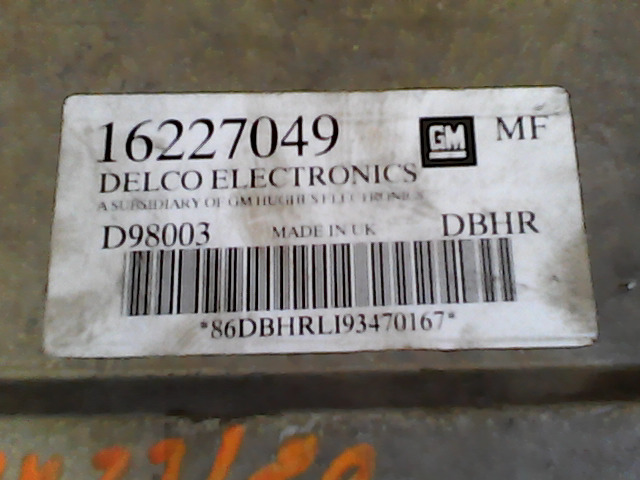 16227049 GM MF
DELCO ELECTRONICS
A SUBSIDIARY OF GM HUGHES ELECTRONICS
D98003 MADE IN UK DBHR
*86DBHRLI93470167*